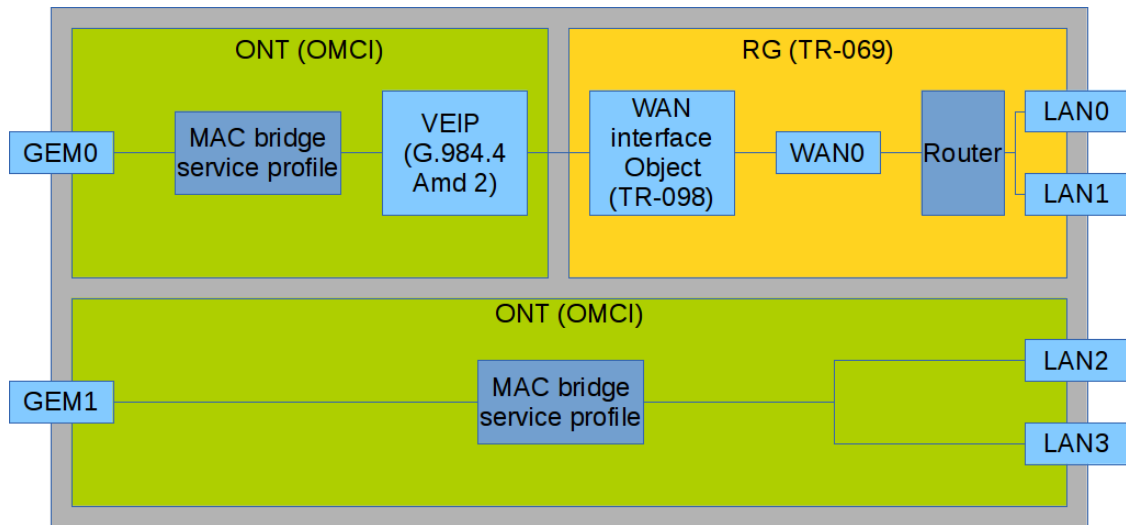 ONT (OMCI)
RG (TR-069)
GEM0
MAC bridge
service profile
VEIP
(G.984.4
Amd 2)
WAN
interface
Object
(TR-098)
WAN0
Router
LAN0
LAN1
ONT (OMCI)
GEM1
MAC bridge
service profile
LAN2
LAN3